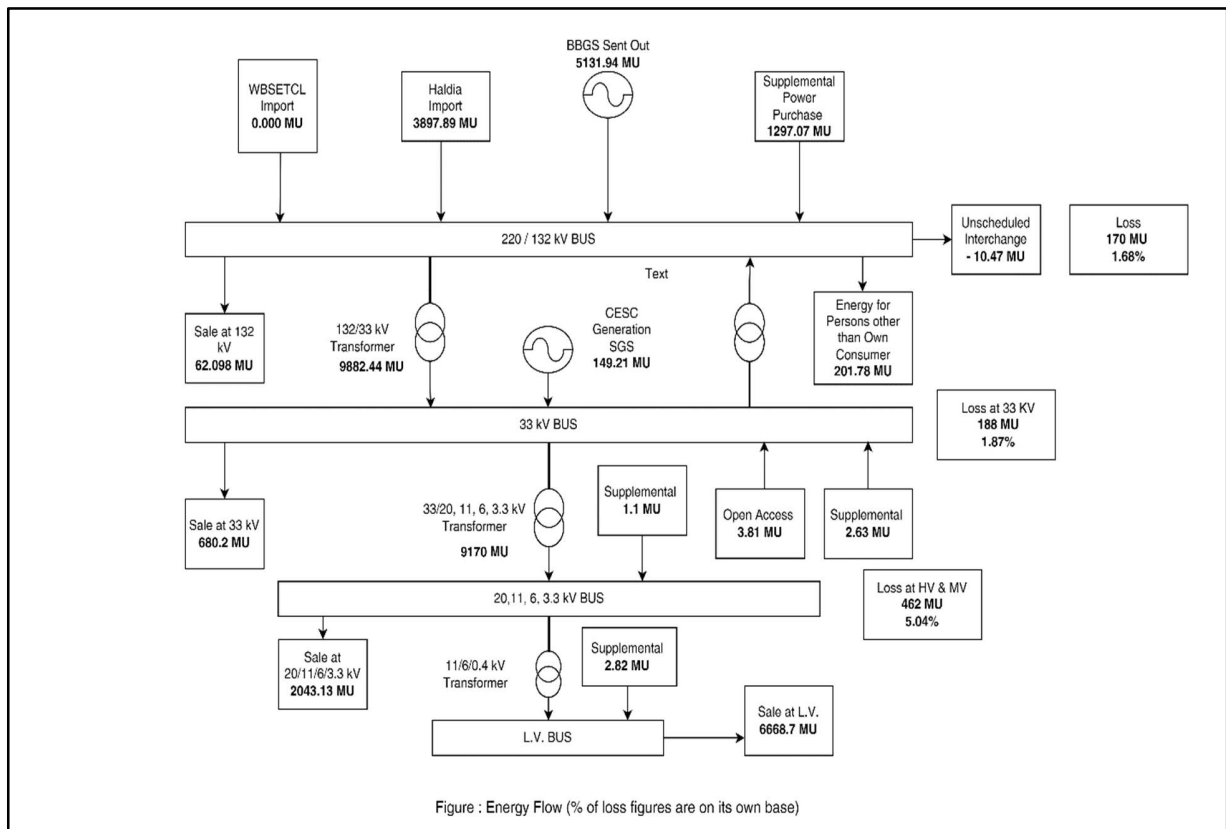 BBGS Sent Out
5131.94 MU
WBSETCL
Import
0.000 MU
Haldia
Import
3897.89 MU
Supplemental
Power
Purchase
1297.07 MU
220 / 132 kV BUS
Unscheduled
Interchange
- 10.47 MU
Loss
170 MU
1.68%
Text
Sale at 132
kV
62.098 MU
132/33 kV
Transformer
9882.44 MU
CESC
Generation
SGS
149.21 MU
Energy for
Persons other
than Own
Consumer
201.78 MU
33 kV BUS
Loss at 33 KV
188 MU
1.87%
Sale at 33 kV
680.2 MU
33/20, 11, 6, 3.3 kV
Transformer
9170 MU
Supplemental
1.1 MU
Open Access
3.81 MU
Supplemental
2.63 MU
20,11, 6, 3.3 kV BUS
Loss at HV & MV
462 MU
5.04%
Sale at
20/11/6/3.3 kV
2043.13 MU
11/6/0.4 kV
Transformer
Supplemental
2.82 MU
L.V. BUS
Sale at L.V.
6668.7 MU
Figure : Energy Flow (% of loss figures are on its own base)